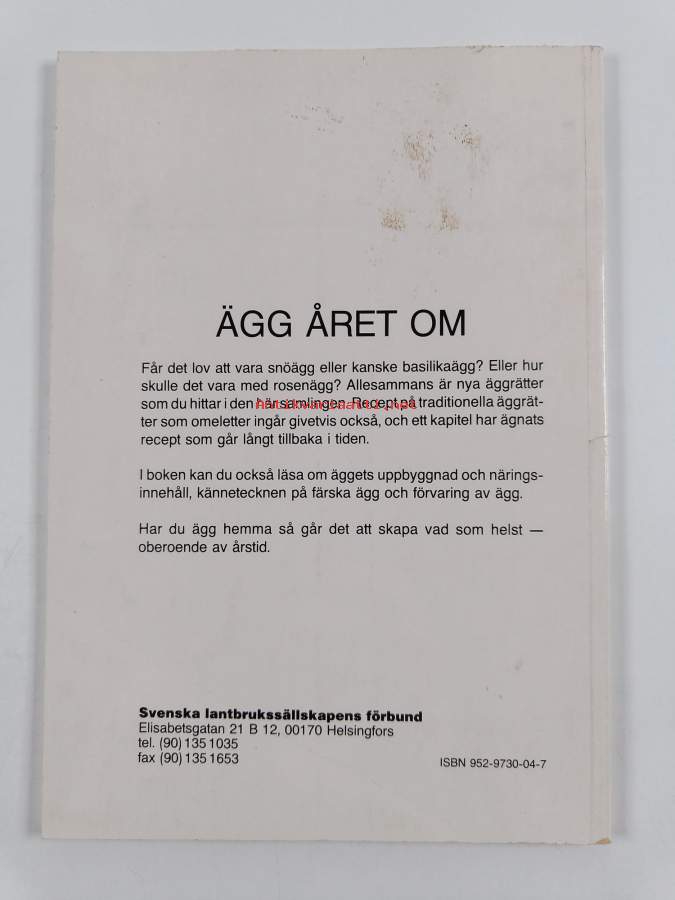 ÄGG ÅRET OM
Får det lov att vara snöägg eller kanske basilikaägg? Eller hur
skulle det vara med rosenägg? Allesammans är nya äggrätter
som du hittar i den här samlingen. Recept på traditionella äggrät-
ter som omeletter ingår givetvis också, och ett kapitel har ägnats
recept som går långt tillbaka i tiden.
I boken kan du också läsa om äggets uppbyggnad och närings-
innehåll, kännetecknen på färska ägg och förvaring av ägg.
Har du ägg hemma så går det att skapa vad som helst —
oberoende av årstid.
Svenska lantbrukssällskapens förbund
Elisabetsgatan 21 B 12, 00170 Helsingfors
tel. (90) 135 1035
fax (90) 135 1653
ISBN 952-9730-04-7